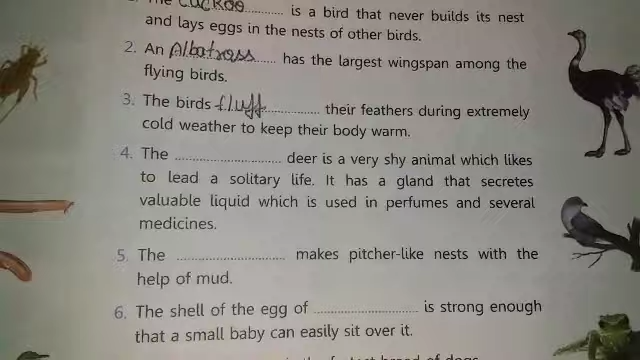 The Cuckoo............ is a bird that never builds its nest
and lays eggs in the nests of other birds.
2. An Albatross...... has the largest wingspan among the
flying birds.
3. The birds fluff............... their feathers during extremely
cold weather to keep their body warm.
4. The ............................. deer is a very shy animal which likes
to lead a solitary life. It has a gland that secretes
valuable liquid which is used in perfumes and several
medicines.
5. The ............................. makes pitcher-like nests with the
help of mud.
6. The shell of the egg of ............................ is strong enough
that a small baby can easily sit over it.
breed of dogs